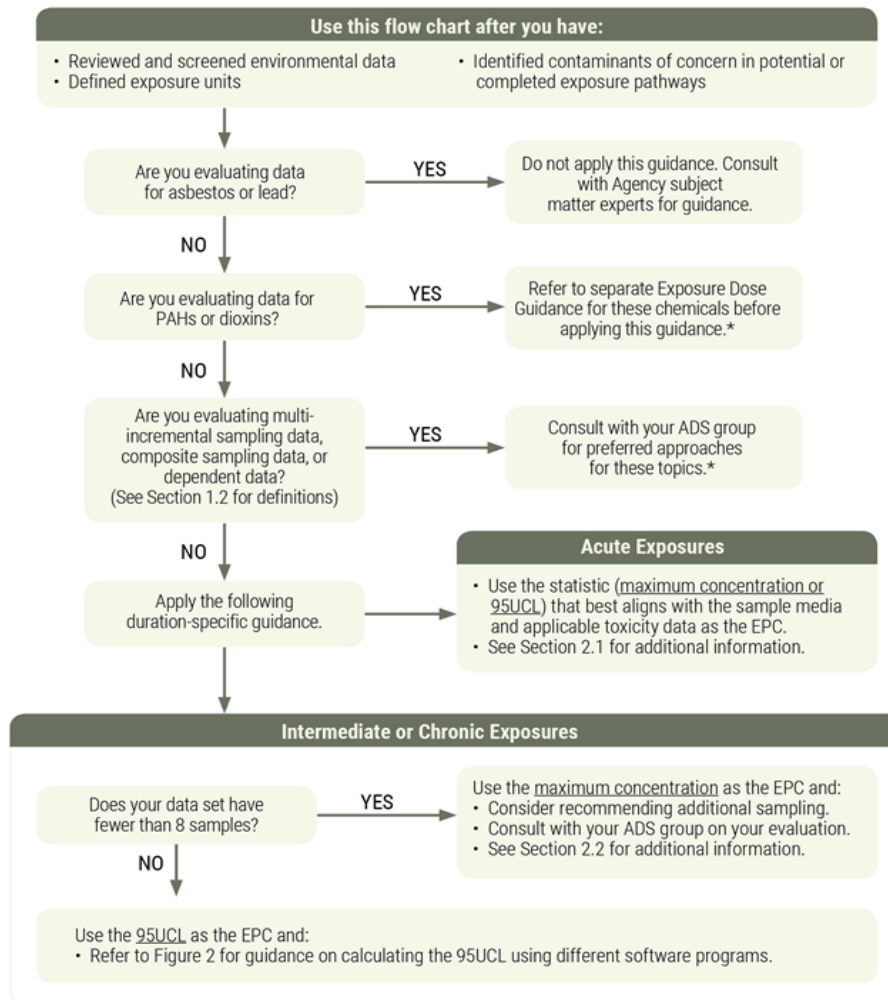 Use this flow chart after you have:
• Reviewed and screened environmental data
• Defined exposure units
• Identified contaminants of concern in potential or
completed exposure pathways
Are you evaluating data
for asbestos or lead?
YES
Do not apply this guidance. Consult
with Agency subject
matter experts for guidance.
NO
Are you evaluating data for
PAHs or dioxins?
YES
Refer to separate Exposure Dose
Guidance for these chemicals before
applying this guidance.*
NO
Are you evaluating multi-
incremental sampling data,
composite sampling data, or
dependent data?
(See Section 1.2 for definitions)
YES
Consult with your ADS group
for preferred approaches
for these topics.*
NO
Apply the following
duration-specific guidance.
Acute Exposures
• Use the statistic (maximum concentration or
95UCL) that best aligns with the sample media
and applicable toxicity data as the EPC.
• See Section 2.1 for additional information.
Intermediate or Chronic Exposures
Does your data set have
fewer than 8 samples?
YES
Use the maximum concentration as the EPC and:
• Consider recommending additional sampling.
• Consult with your ADS group on your evaluation.
• See Section 2.2 for additional information.
NO
Use the 95UCL as the EPC and:
• Refer to Figure 2 for guidance on calculating the 95UCL using different software programs.